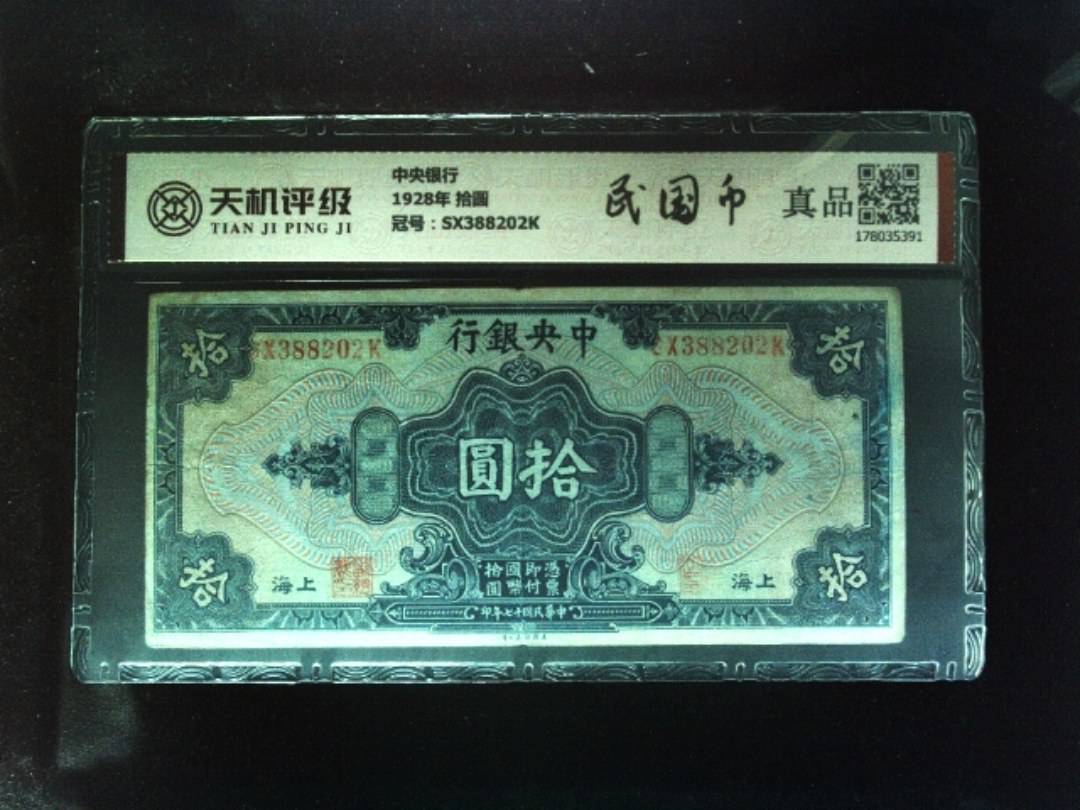 天机评级
TIAN JI PING JI
中央银行
1928年 拾圆
冠号：SX388202K
民国币
真品
178035391
行銀央中
拾
拾
SX388202K
SX388202K
圓拾
拾
拾
海上
海上
拾國即憑
圓幣付票
印年七十國民華中